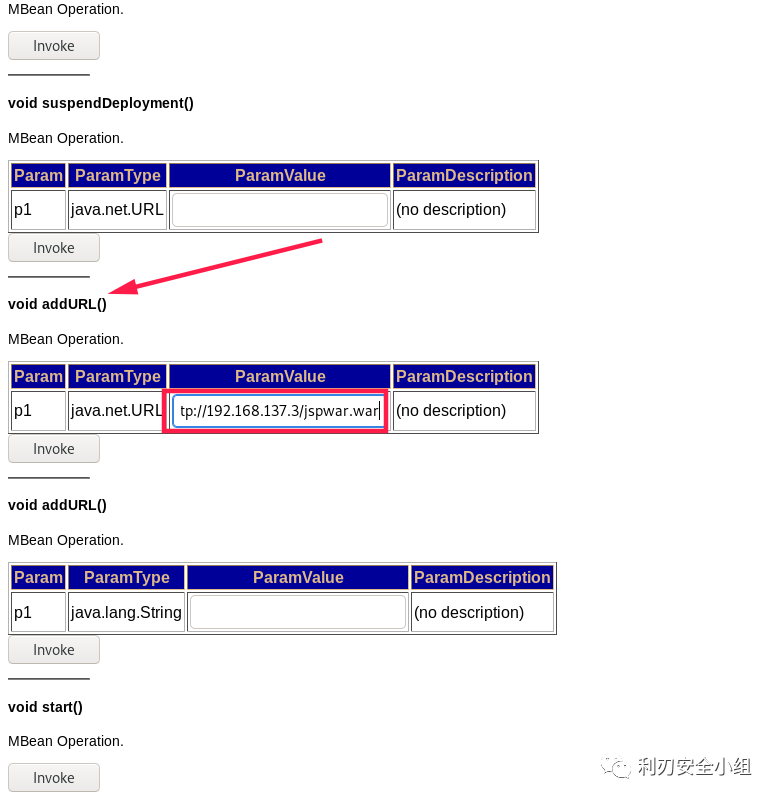 MBean Operation.
Invoke
void suspendDeployment()
MBean Operation.
Param ParamType ParamValue ParamDescription
p1 java.net.URL (no description)
Invoke
void addURL()
MBean Operation.
Param ParamType ParamValue ParamDescription
p1 java.net.URL tp://192.168.137.3/jspwar.war (no description)
Invoke
void addURL()
MBean Operation.
Param ParamType ParamValue ParamDescription
p1 java.lang.String (no description)
Invoke
void start()
MBean Operation.
Invoke
利刃安全小组